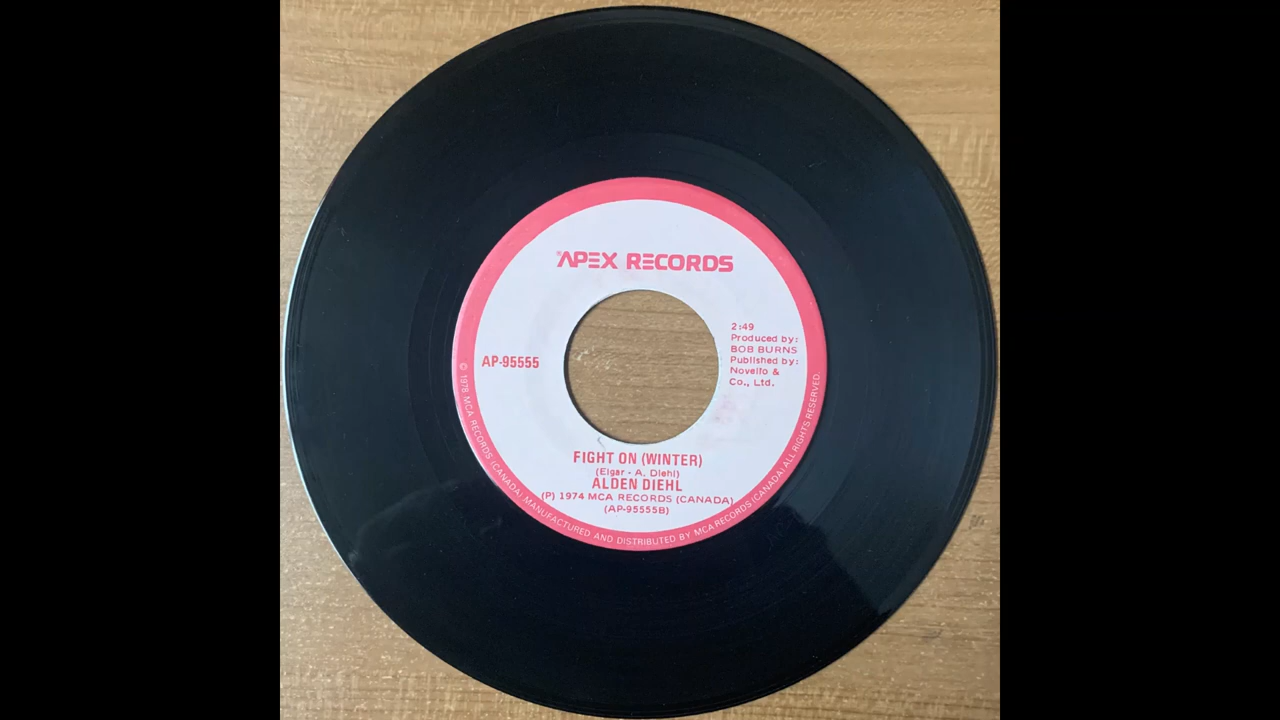 APEX RECORDS
2:49
Produced by:
BOB BURNS
Published by:
Novello &
Co., Ltd.
AP-95555
FIGHT ON (WINTER)
(Elgar - A. Diehl)
ALDEN DIEHL
(P) 1974 MCA RECORDS (CANADA)
(AP-95555B)
© 1978 MCA RECORDS (CANADA) MANUFACTURED AND DISTRIBUTED BY MCA RECORDS (CANADA) ALL RIGHTS RESERVED.